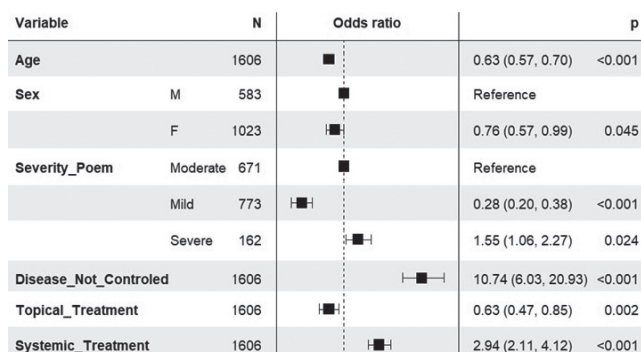 Variable N Odds ratio p
Age 1606 0.63 (0.57, 0.70) <0.001
Sex M 583 Reference
F 1023 0.76 (0.57, 0.99) 0.045
Severity_Poem Moderate 671 Reference
Mild 773 0.28 (0.20, 0.38) <0.001
Severe 162 1.55 (1.06, 2.27) 0.024
Disease_Not_Controled 1606 10.74 (6.03, 20.93) <0.001
Topical_Treatment 1606 0.63 (0.47, 0.85) 0.002
Systemic_Treatment 1606 2.94 (2.11, 4.12) <0.001